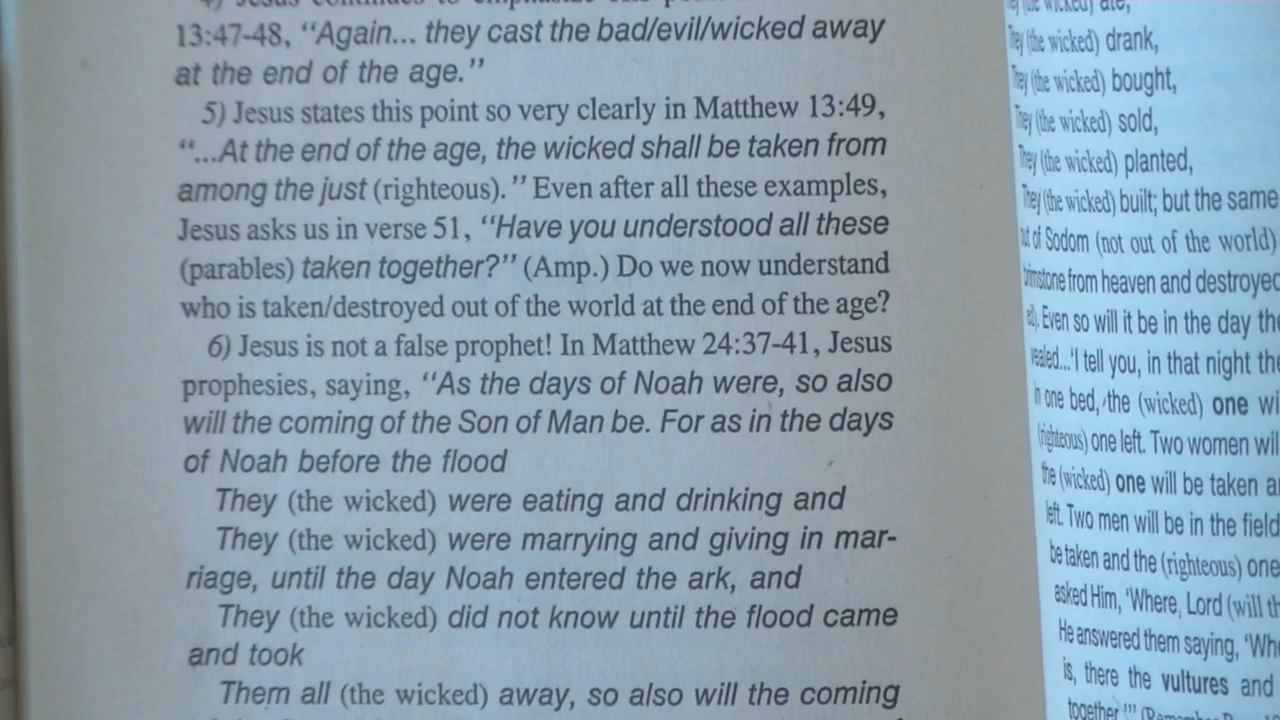 4) Jesus continues to emphasize
13:47-48, “Again... they cast the bad/evil/wicked away
at the end of the age.”
5) Jesus states this point so very clearly in Matthew 13:49,
“...At the end of the age, the wicked shall be taken from
among the just (righteous).” Even after all these examples,
Jesus asks us in verse 51, “Have you understood all these
(parables) taken together?” (Amp.) Do we now understand
who is taken/destroyed out of the world at the end of the age?
6) Jesus is not a false prophet! In Matthew 24:37-41, Jesus
prophesies, saying, “As the days of Noah were, so also
will the coming of the Son of Man be. For as in the days
of Noah before the flood
They (the wicked) were eating and drinking and
They (the wicked) were marrying and giving in mar-
riage, until the day Noah entered the ark, and
They (the wicked) did not know until the flood came
and took
Them all (the wicked) away, so also will the coming
(the wicked) ate,
They (the wicked) drank,
They (the wicked) bought,
They (the wicked) sold,
They (the wicked) planted,
They (the wicked) built; but the same
of Sodom (not out of the world)
from heaven and destroyed
Even so will it be in the day
'I tell you, in that night
in one bed, the (wicked) one
(righteous) one left. Two women
the (wicked) one will be taken
left. Two men will be in the field
be taken and the (righteous) one
asked Him, 'Where, Lord (will
He answered them saying,
is, there the vultures and
together.'”